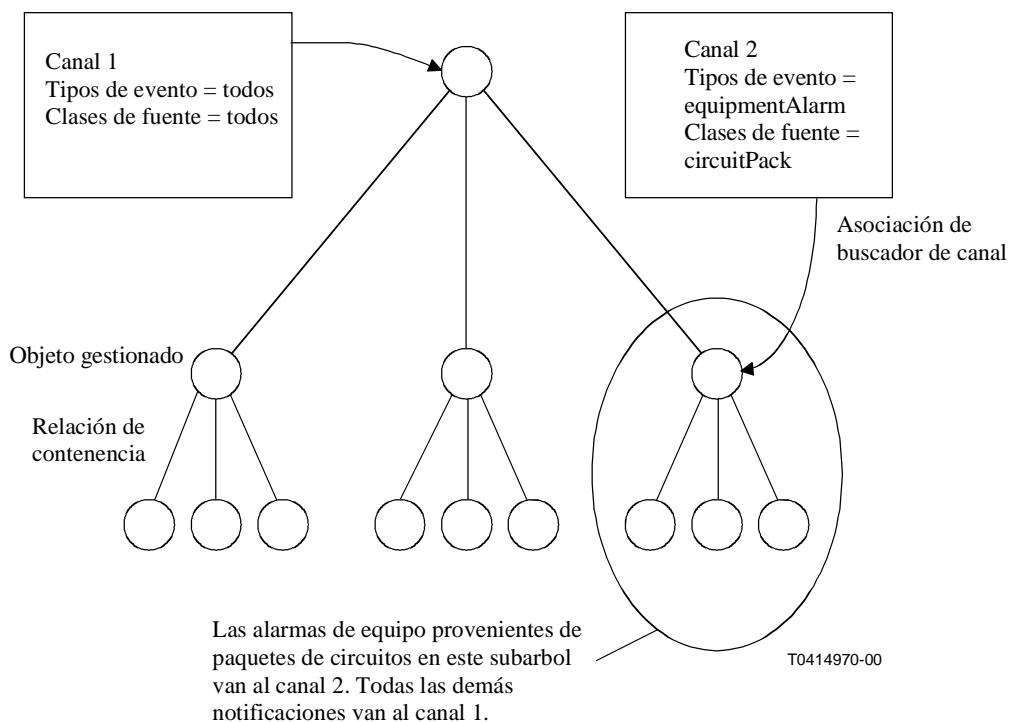 Canal 1
Tipos de evento = todos
Clases de fuente = todos
Canal 2
Tipos de evento =
equipmentAlarm
Clases de fuente =
circuitPack
Asociación de
buscador de canal
Objeto gestionado
Relación de
contenencia
Las alarmas de equipo provenientes de
paquetes de circuitos en este subarbol
van al canal 2. Todas las demás
notificaciones van al canal 1.
T0414970-00